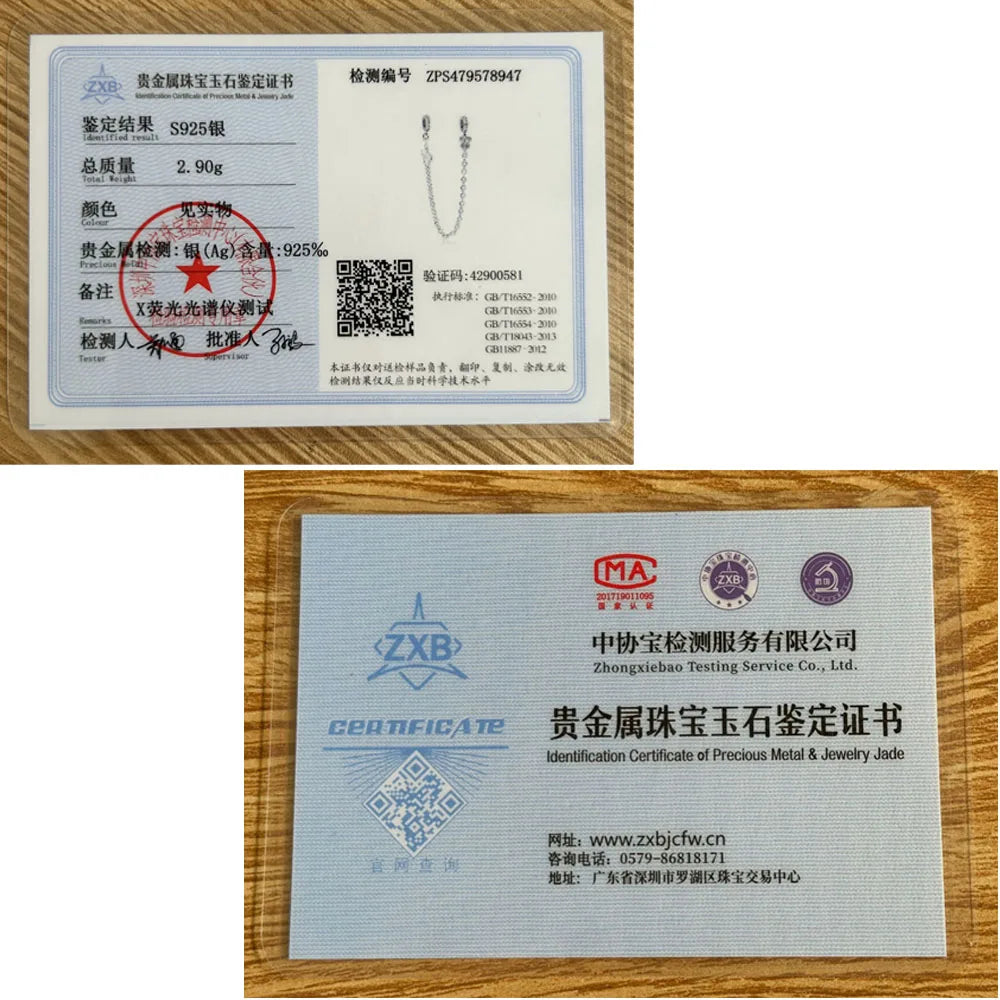 ZXB
贵金属珠宝玉石鉴定证书
Identification Certificate of Precious Metal & Jewelry Jade
鉴定结果 S925银
Identified result
总质量 2.90g
Total Weight
颜色 见实物
Colour
贵金属检测:银(Ag)含量:925‰
Precious Metal
备注 X荧光光谱仪测试
Remarks
检测人 批准人
Tester Supervisor
检测编号 ZPS479578947
验证码:42900581
执行标准: GB/T16552-2010
GB/T16553-2010
GB/T16554-2010
GB/T18043-2013
GB11887-2012
本证书仅对送检样品负责，翻印、复制、涂改无效
检测结果仅反应当时科学技术水平
ZXB
CERTIFICATE
官网查询
MA
201719011095
国家认证
ZXB
中协宝检测服务有限公司
Zhongxiebao Testing Service Co., Ltd.
贵金属珠宝玉石鉴定证书
Identification Certificate of Precious Metal & Jewelry Jade
网址: www.zxbjcfw.cn
咨询电话: 0579-86818171
地址: 广东省深圳市罗湖区珠宝交易中心